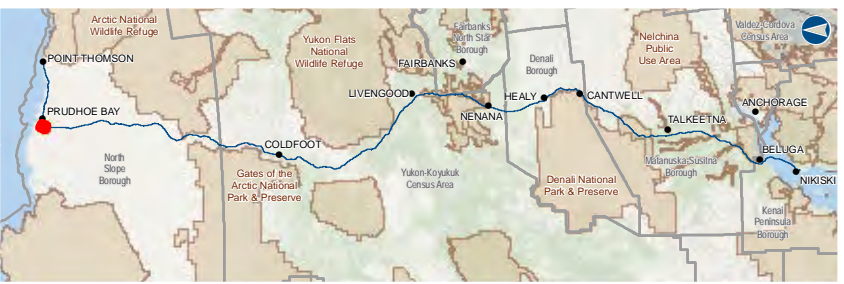 Arctic National
Wildlife Refuge
POINT THOMSON
PRUDHOE BAY
North
Slope
Borough
COLDFOOT
Gates of the
Arctic National
Park & Preserve
Yukon Flats
National
Wildlife Refuge
LIVENGOOD
FAIRBANKS
Fairbanks
North Star
Borough
Yukon-Koyukuk
Census Area
NENANA
HEALY
Denali
Borough
CANTWELL
Denali National
Park & Preserve
Nelchina
Public
Use Area
TALKEETNA
Matanuska-Susitna
Borough
Valdez-Cordova
Census Area
ANCHORAGE
BELUGA
NIKISKI
Kenai
Peninsula
Borough